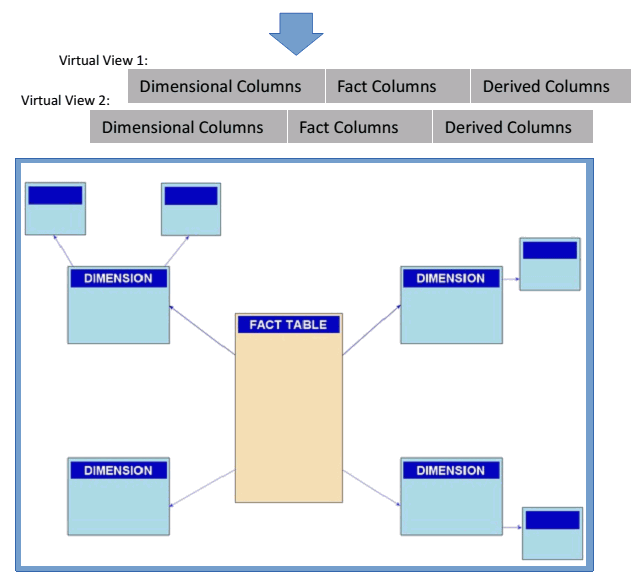 Virtual View 1:
Dimensional Columns Fact Columns Derived Columns
Virtual View 2:
Dimensional Columns Fact Columns Derived Columns
DIMENSION DIMENSION
FACT TABLE
DIMENSION DIMENSION